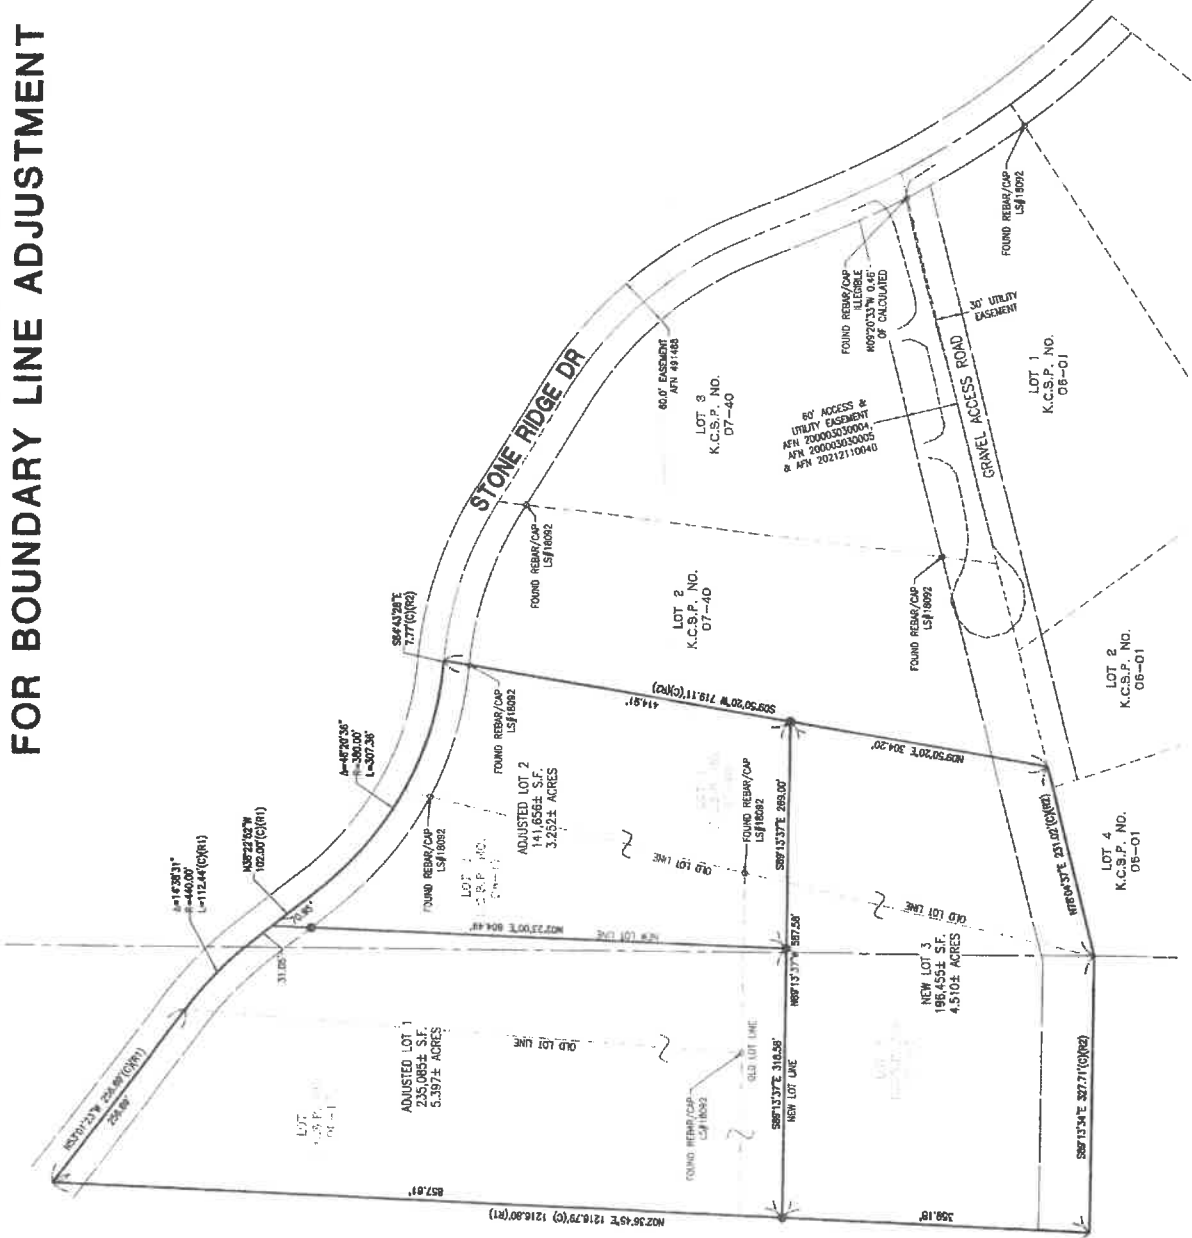 FOR BOUNDARY LINE ADJUSTMENT
STONE RIDGE DR
60.0' EASEMENT
AFN 491488
LOT 3
K.C.S.P. NO.
07-40
FOUND REBAR/CAP
ILLEGIBLE
N09°20'33"W 0.46'
OF CALCULATED
FOUND REBAR/CAP
LS#18092
30' UTILITY
EASEMENT
LOT 1
K.C.S.P. NO.
06-01
GRAVEL ACCESS ROAD
60' ACCESS &
UTILITY EASEMENT
AFN 200003030004,
AFN 200003030005
& AFN 20212110040
FOUND REBAR/CAP
LS#18092
LOT 2
K.C.S.P. NO.
07-40
FOUND REBAR/CAP
LS#18092
LOT 2
K.C.S.P. NO.
06-01
S84°43'28"E
7.77'(C)(R2)
FOUND REBAR/CAP
LS#18092
S09°50'20"W 719.11'(C)(R2)
414.91'
N09°50'20"E 304.20'
Δ=46°20'36"
R=380.00'
L=307.36'
N38°22'52"W
102.00'(C)(R1)
Δ=14°38'31"
R=440.00'
L=112.44'(C)(R1)
ADJUSTED LOT 2
141,656± S.F.
3.252± ACRES
FOUND REBAR/CAP
LS#18092
FOUND REBAR/CAP
LS#18092
OLD LOT LINE
S89°13'37"E 269.00'
N89°13'37"W 587.58'
OLD LOT LINE
N78°04'37"E 231.02'(C)(R2)
LOT 4
K.C.S.P. NO.
06-01
70.95'
31.05'
N02°23'00"E 604.49'
NEW LOT LINE
NEW LOT 3
196,455± S.F.
4.510± ACRES
N53°01'23"W 256.69'(C)(R1)
256.69'
ADJUSTED LOT 1
235,085± S.F.
5.397± ACRES
OLD LOT LINE
OLD LOT LINE
FOUND REBAR/CAP
LS#18092
S89°13'37"E 318.58'
NEW LOT LINE
S89°13'34"E 327.71'(C)(R2)
857.61'
N02°36'45"E 1216.79'(C) 1216.80'(R1)
359.18'